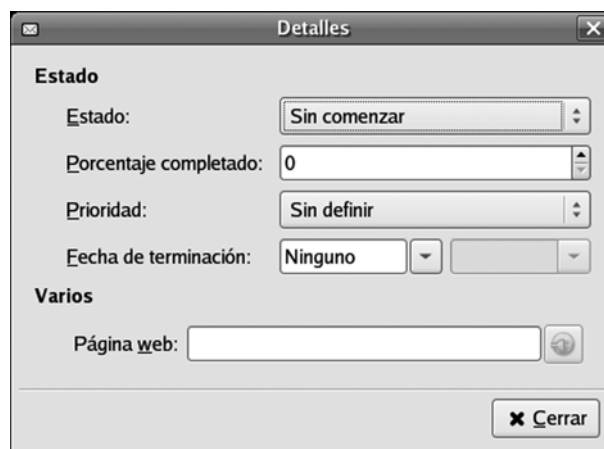 Detalles
Estado
Estado: Sin comenzar
Porcentaje completado: 0
Prioridad: Sin definir
Fecha de terminación: Ninguno
Varios
Página web:
Cerrar